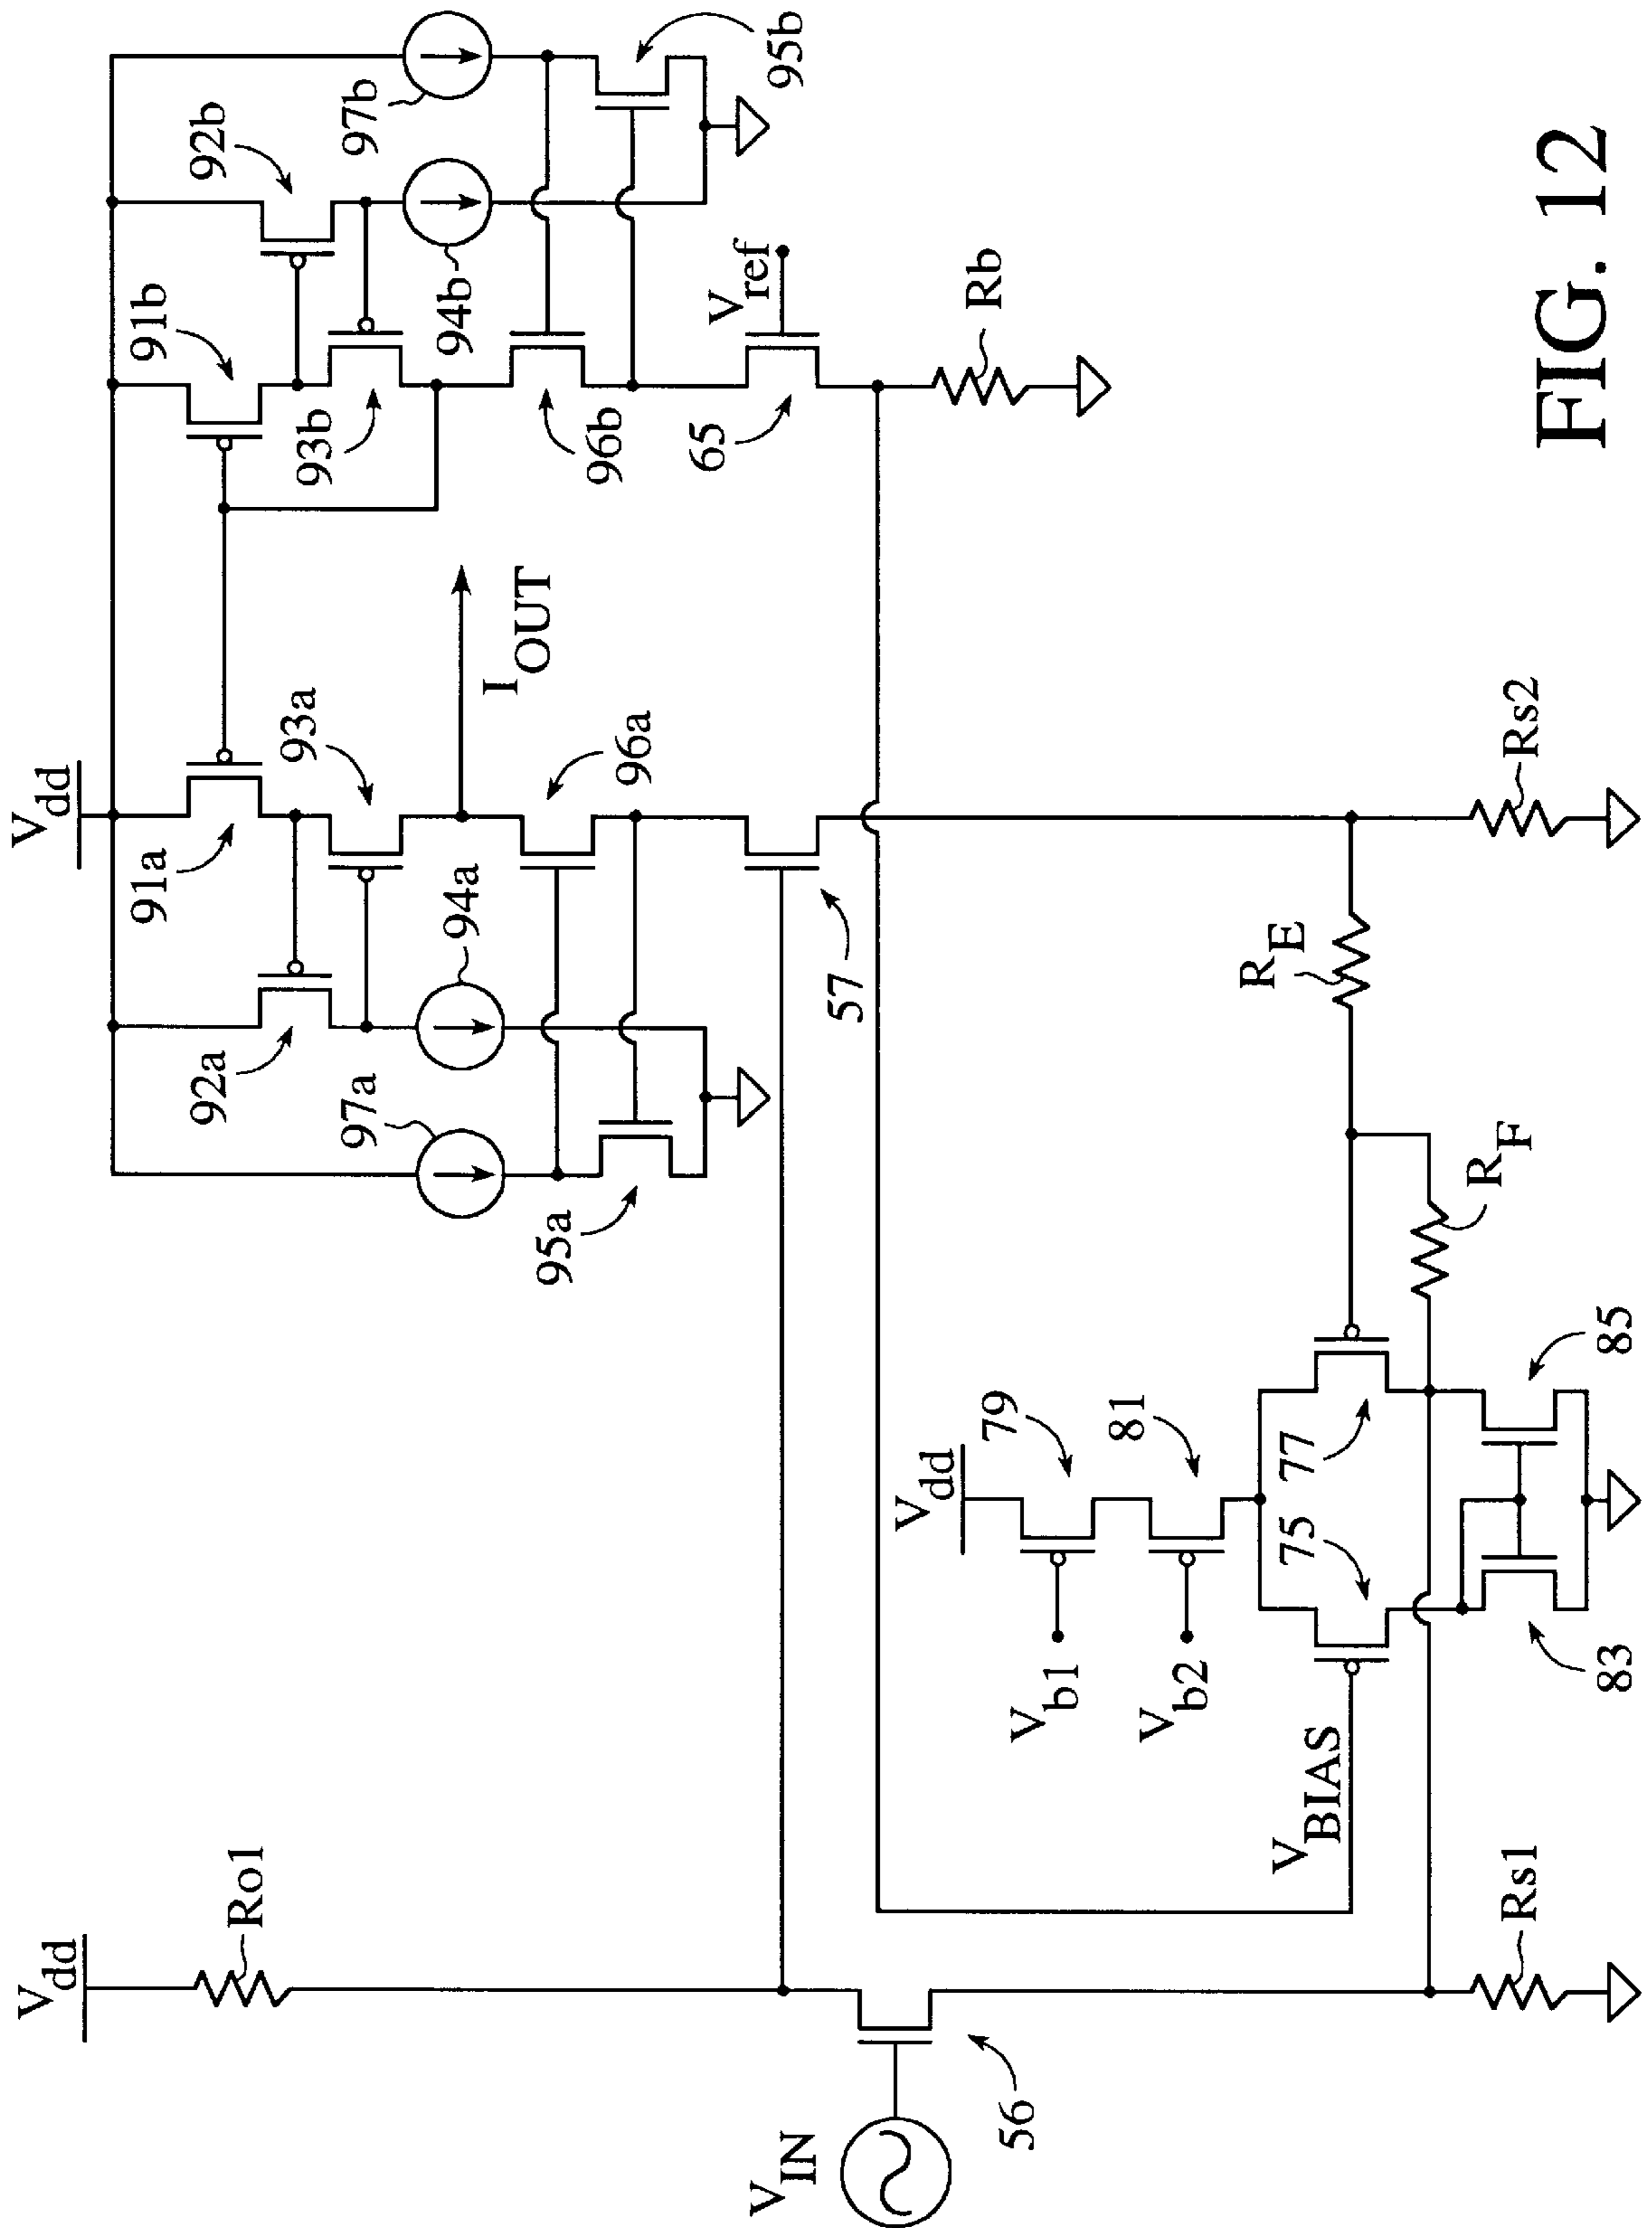 Vdd
Ro1
VIN
56
Vdd
91a
92a
93a
94a
97a
95a
96a
IOUT
57
91b
92b
93b
94b
97b
95b
96b
65
Vref
Rb
Vdd
79
81
Vb1
Vb2
75
77
VBIAS
83
85
RE
RF
Rs1
Rs2
FIG. 12